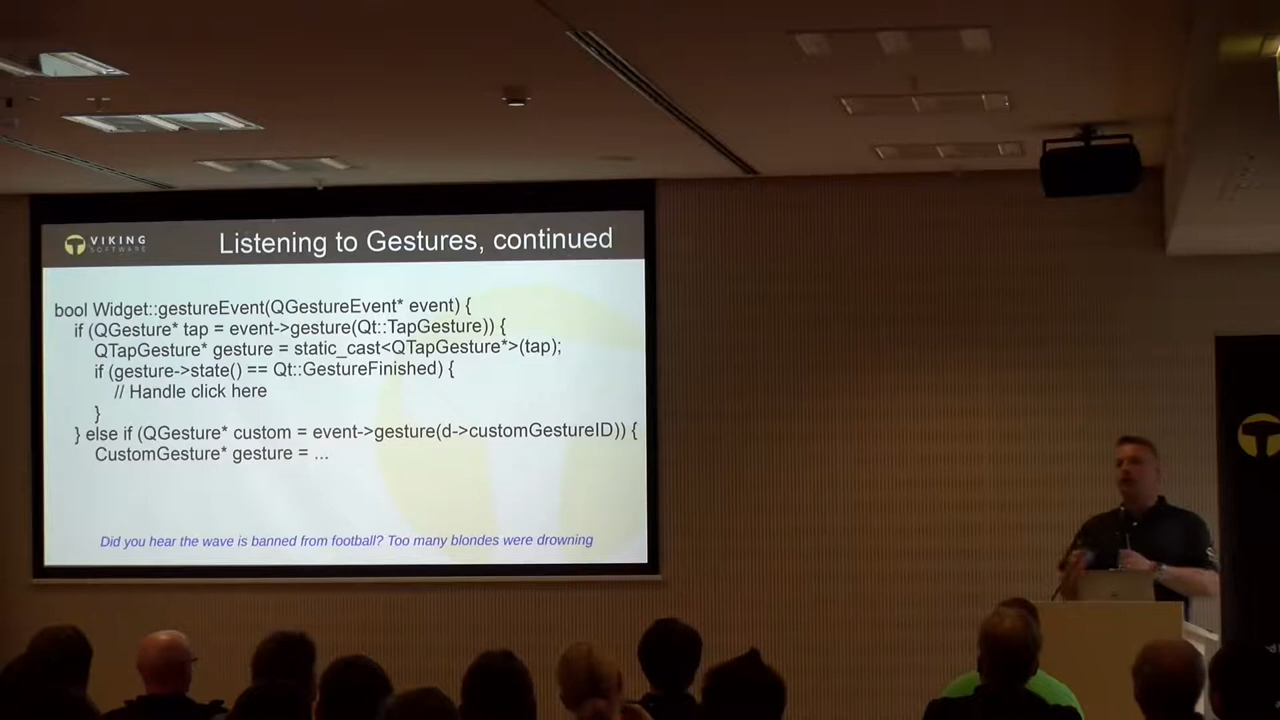 VIKING
SOFTWARE
Listening to Gestures, continued
bool Widget::gestureEvent(QGestureEvent* event) {
if (QGesture* tap = event->gesture(Qt::TapGesture)) {
QTapGesture* gesture = static_cast<QTapGesture*>(tap);
if (gesture->state() == Qt::GestureFinished) {
// Handle click here
}
} else if (QGesture* custom = event->gesture(d->customGestureID)) {
CustomGesture* gesture = ...
Did you hear the wave is banned from football? Too many blondes were drowning